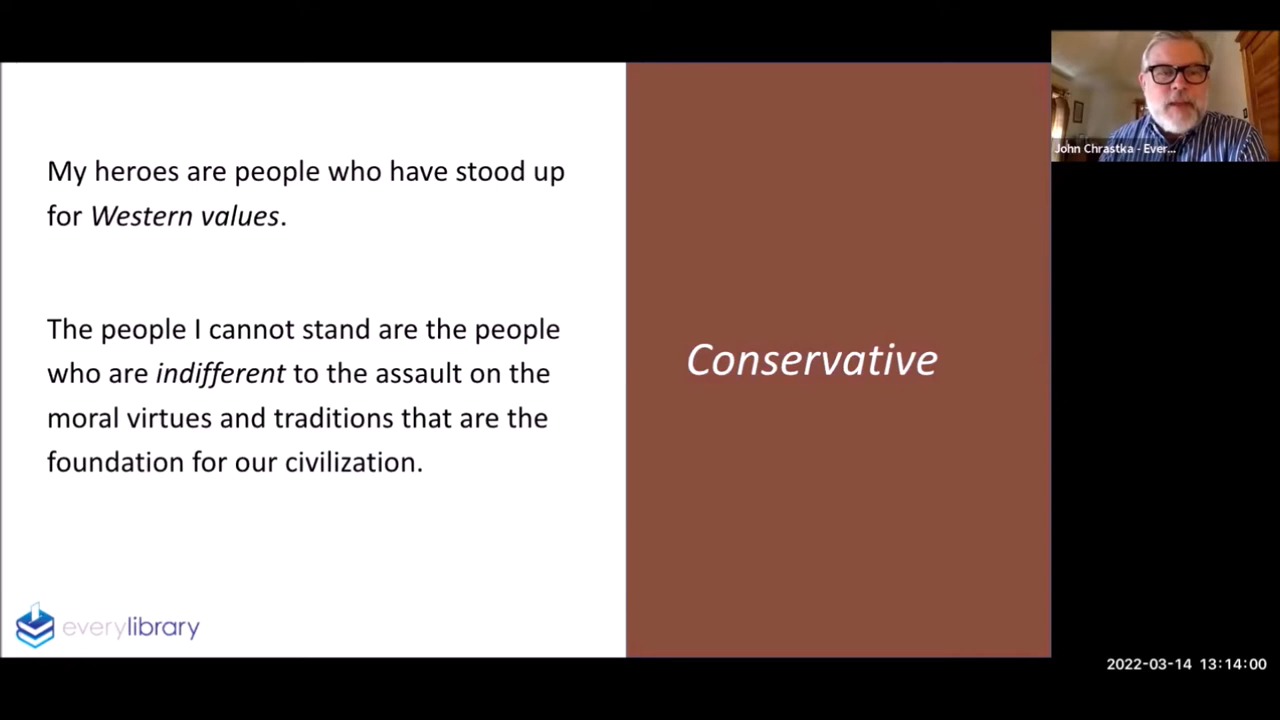 My heroes are people who have stood up
for Western values.
The people I cannot stand are the people
who are indifferent to the assault on the
moral virtues and traditions that are the
foundation for our civilization.
Conservative
everylibrary
John Chrastka - Ever...
2022-03-14 13:14:00